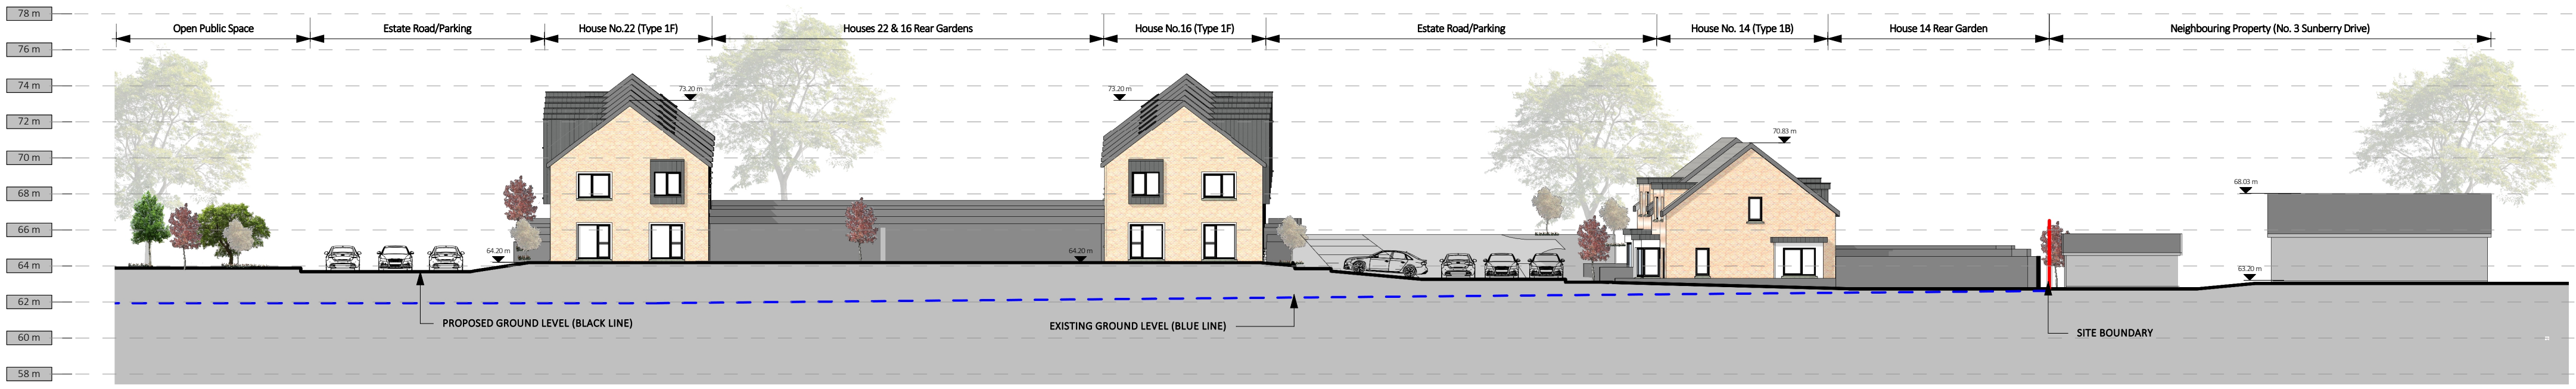 78 m
Open Public Space
Estate Road/Parking
House No.22 (Type 1F)
Houses 22 & 16 Rear Gardens
House No.16 (Type 1F)
Estate Road/Parking
House No. 14 (Type 1B)
House 14 Rear Garden
Neighbouring Property (No. 3 Sunberry Drive)
76 m
74 m
73.20 m
73.20 m
72 m
70.83 m
70 m
68 m
68.03 m
66 m
64.20 m
64.20 m
64 m
63.20 m
62 m
PROPOSED GROUND LEVEL (BLACK LINE)
EXISTING GROUND LEVEL (BLUE LINE)
SITE BOUNDARY
60 m
58 m